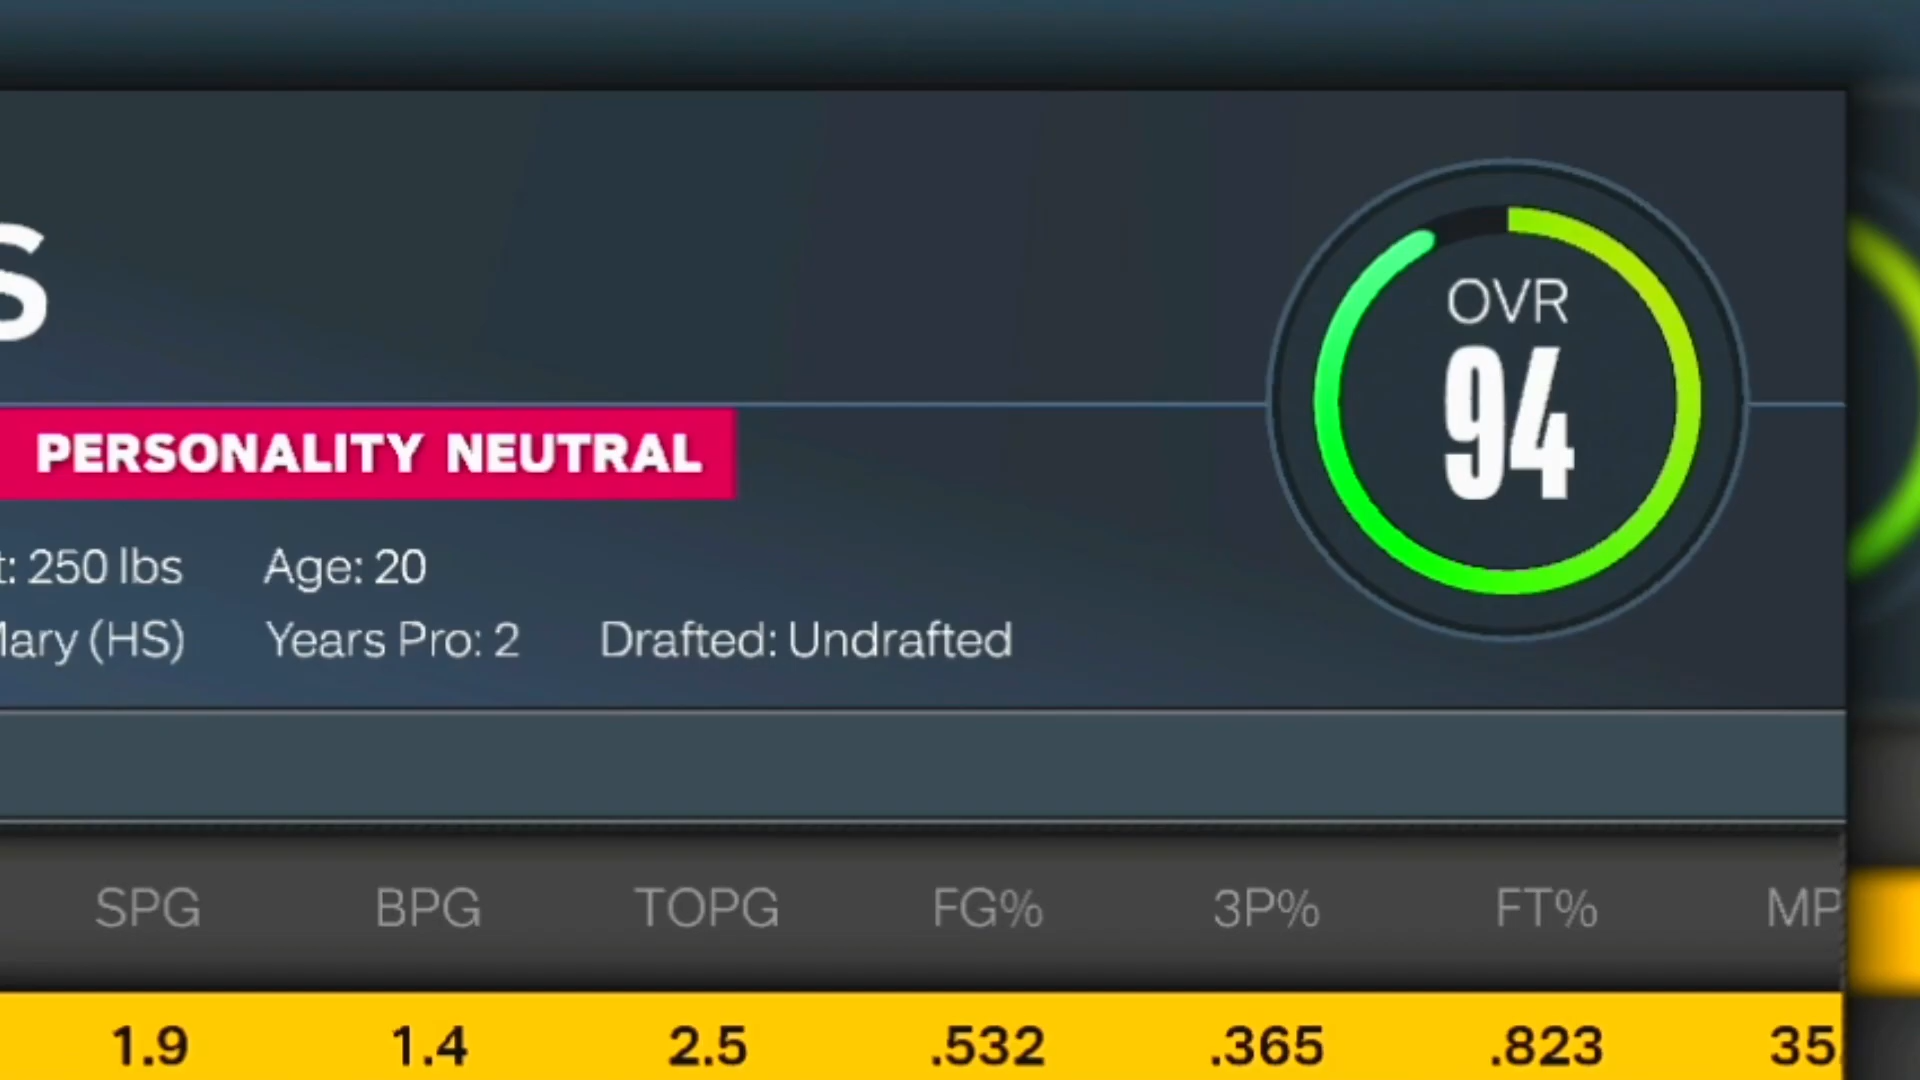 S
OVR
94
PERSONALITY NEUTRAL
t: 250 lbs Age: 20
Mary (HS) Years Pro: 2 Drafted: Undrafted
SPG BPG TOPG FG% 3P% FT% MP
1.9 1.4 2.5 .532 .365 .823 35